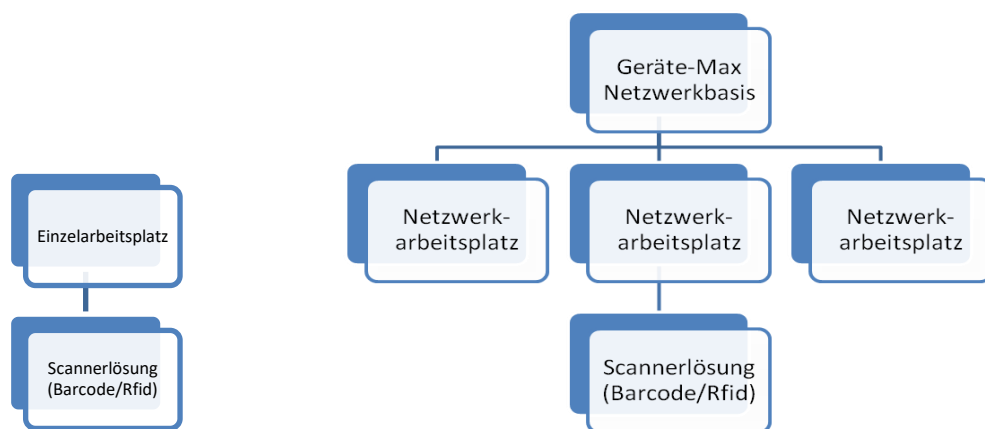 Geräte-Max
Netzwerkbasis
Netzwerk-
arbeitsplatz
Netzwerk-
arbeitsplatz
Netzwerk-
arbeitsplatz
Einzelarbeitsplatz
Scannerlösung
(Barcode/Rfid)
Scannerlösung
(Barcode/Rfid)